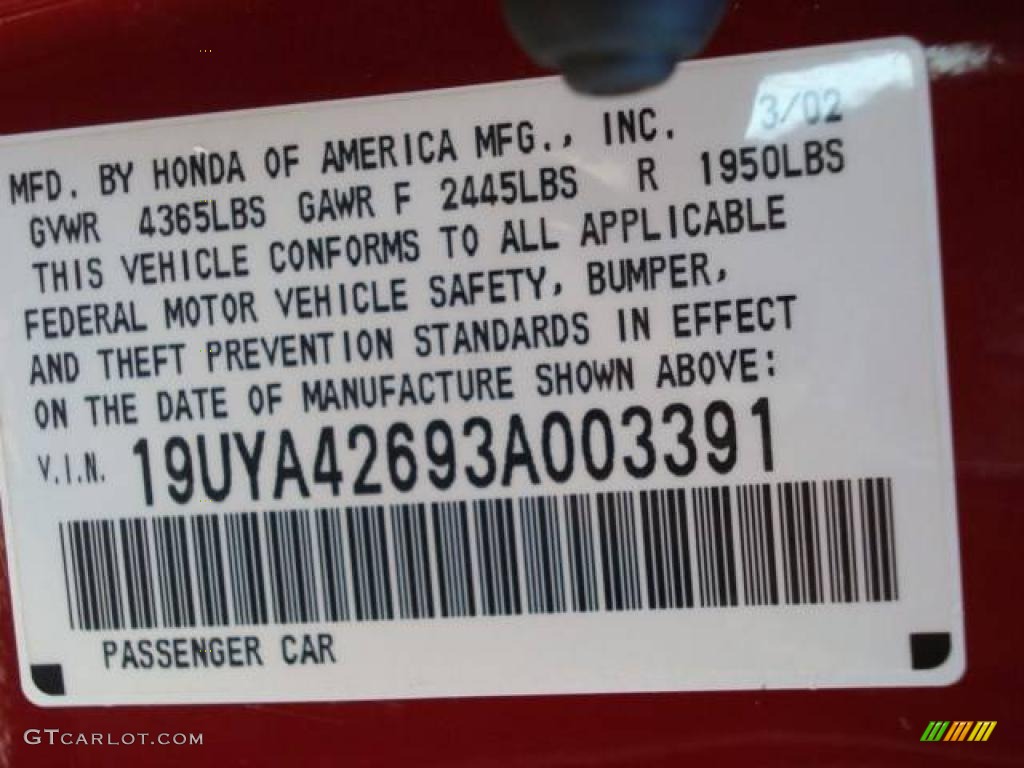 3/02
MFD. BY HONDA OF AMERICA MFG., INC.
GVWR 4365LBS GAWR F 2445LBS R 1950LBS
THIS VEHICLE CONFORMS TO ALL APPLICABLE
FEDERAL MOTOR VEHICLE SAFETY, BUMPER,
AND THEFT PREVENTION STANDARDS IN EFFECT
ON THE DATE OF MANUFACTURE SHOWN ABOVE:
V.I.N. 19UYA42693A003391
PASSENGER CAR
GTCARLOT.COM